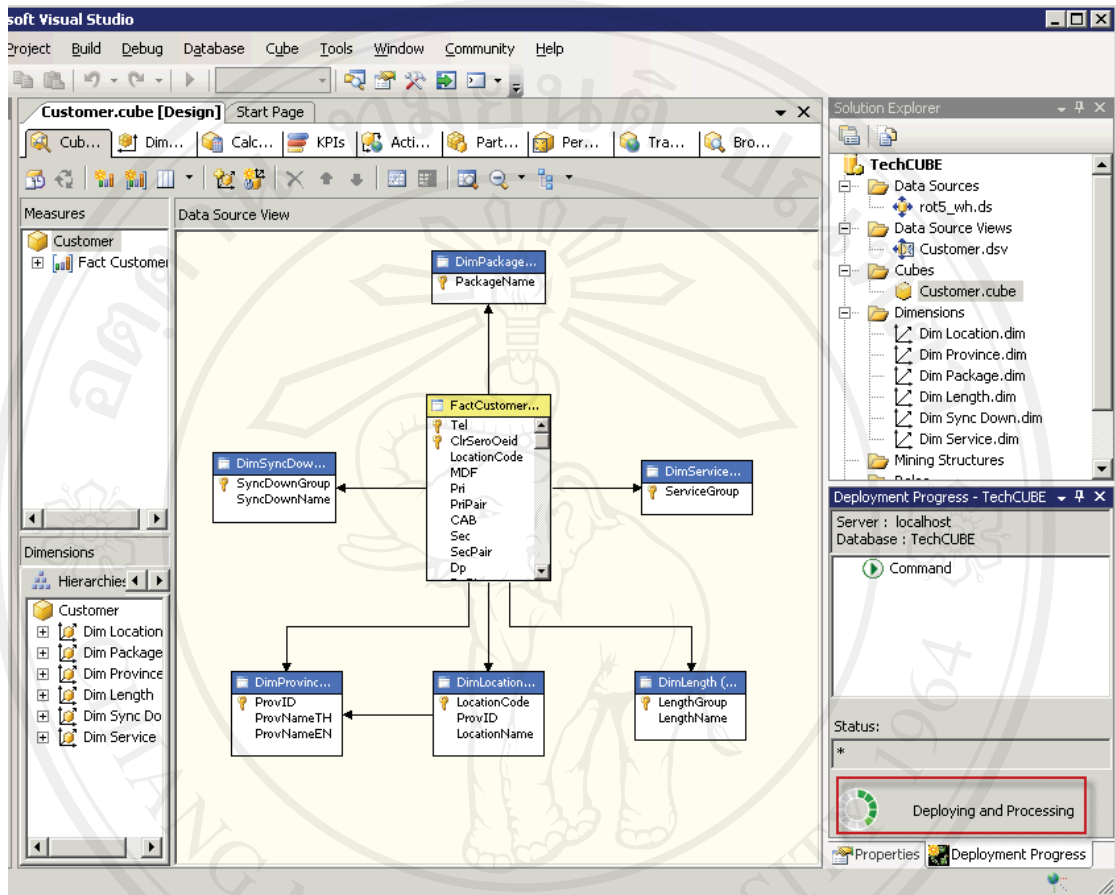 soft Visual Studio
Project Build Debug Database Cube Tools Window Community Help
Customer.cube [Design] Start Page
Cub... Dim... Calc... KPIs Acti... Part... Per... Tra... Bro...
Measures
Customer
Fact Customer
Dimensions
Hierarchies
Customer
Dim Location
Dim Package
Dim Province
Dim Length
Dim Sync Do
Dim Service
Data Source View
DimPackage...
PackageName
FactCustomer...
Tel
ClrSeroOeid
LocationCode
MDF
Pri
PriPair
CAB
Sec
SecPair
Dp
DimSyncDow...
SyncDownGroup
SyncDownName
DimService...
ServiceGroup
DimProvinc...
ProvID
ProvNameTH
ProvNameEN
DimLocation...
LocationCode
ProvID
LocationName
DimLength (...
LengthGroup
LengthName
Solution Explorer
TechCUBE
Data Sources
rot5_wh.ds
Data Source Views
Customer.dsv
Cubes
Customer.cube
Dimensions
Dim Location.dim
Dim Province.dim
Dim Package.dim
Dim Length.dim
Dim Sync Down.dim
Dim Service.dim
Mining Structures
Roles
Deployment Progress - TechCUBE
Server : localhost
Database : TechCUBE
Command
Status:
*
Deploying and Processing
Properties Deployment Progress
1964